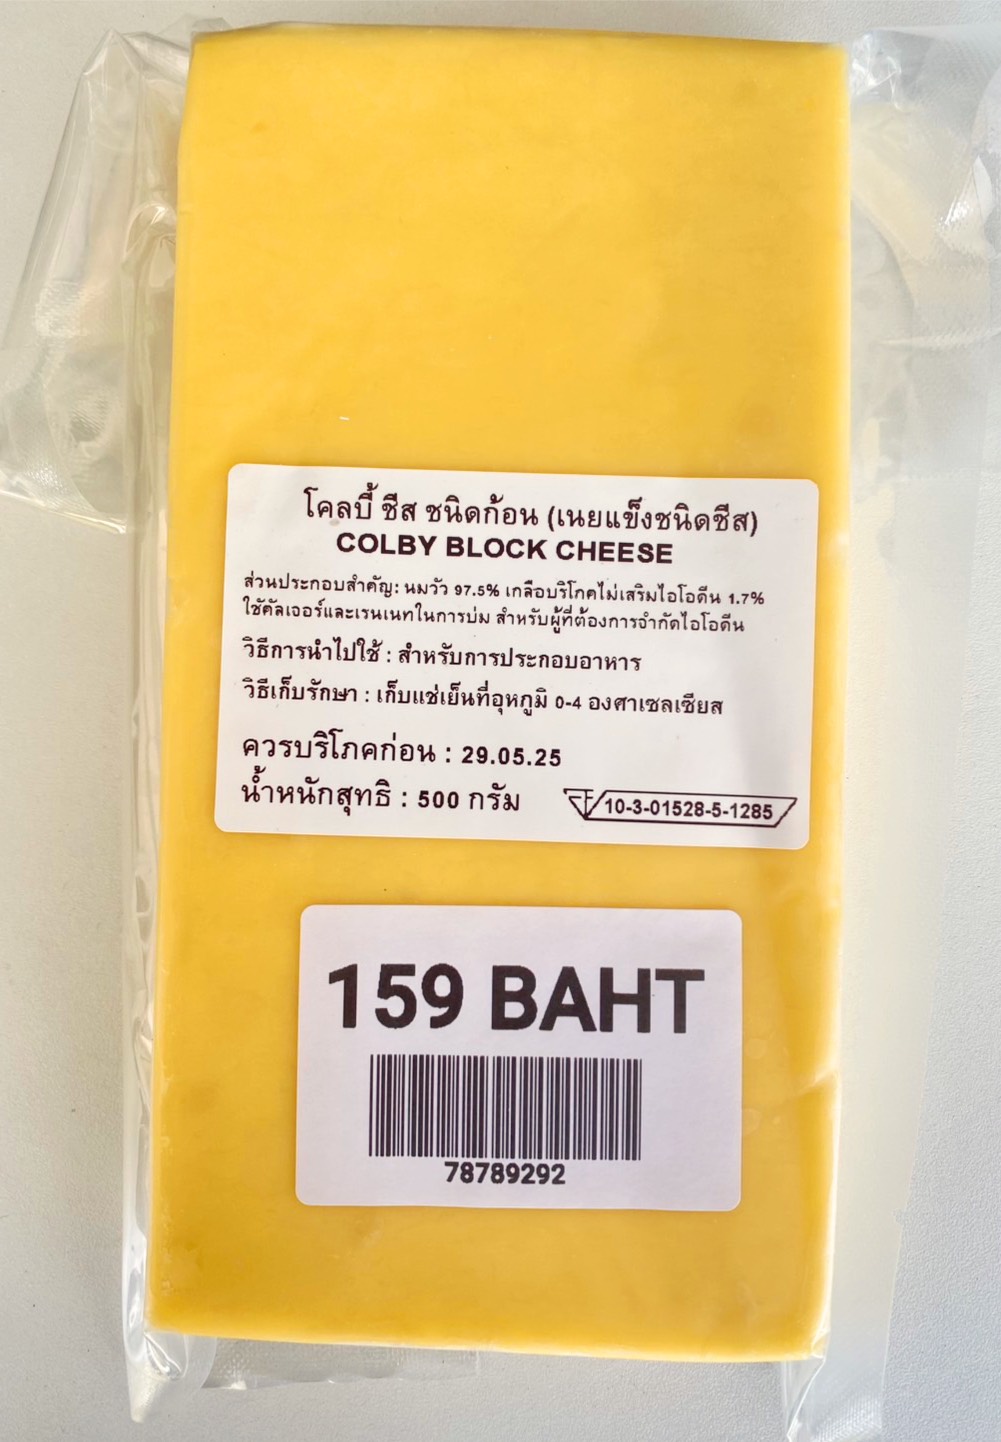 โคลบี้ ชีส ชนิดก้อน (เนยแข็งชนิดชีส)
COLBY BLOCK CHEESE
ส่วนประกอบสำคัญ: นมวัว 97.5% เกลือบริโภคไม่เสริมไอโอดีน 1.7%
ใช้คัลเจอร์และเรนเนทในการบ่ม สำหรับผู้ที่ต้องการจำกัดไอโอดีน
วิธีการนำไปใช้ : สำหรับการประกอบอาหาร
วิธีเก็บรักษา : เก็บแช่เย็นที่อุหภูมิ 0-4 องศาเซลเซียส
ควรบริโภคก่อน : 29.05.25
น้ำหนักสุทธิ : 500 กรัม
10-3-01528-5-1285
159 BAHT
78789292